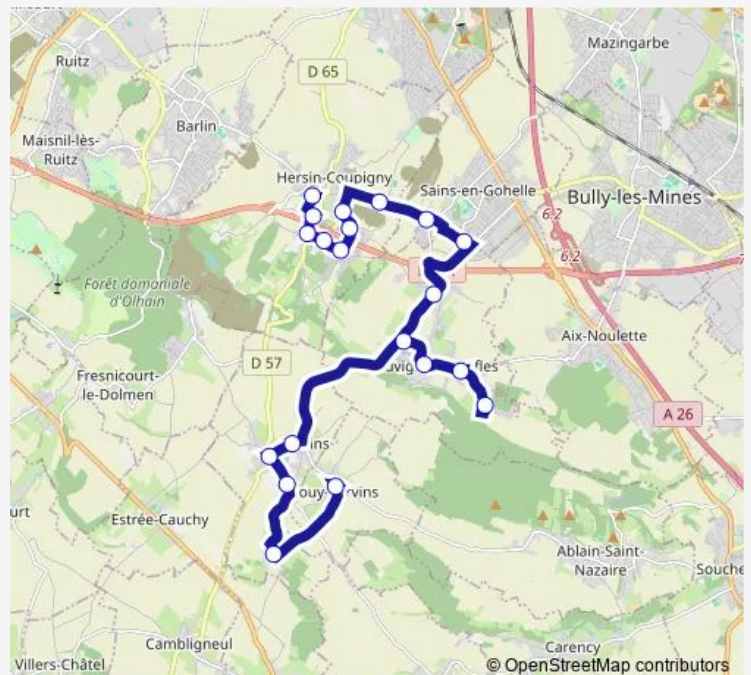 Ruitz
D 65
Mazingarbe
Barlin
Maisnil-lès-
Ruitz
Hersin-Coupigny
Sains-en-Gohelle
Bully-les-Mines
6.2
6.2
Forêt domaniale
d'Olhain
Aix-Noulette
D 57
Fresnicourt-
le-Dolmen
A 26
ins
Estrée-Cauchy
Ablain-Saint-
Nazaire
Souche
Cambligneul
Villers-Châtel
Carency
© OpenStreetMap contributors